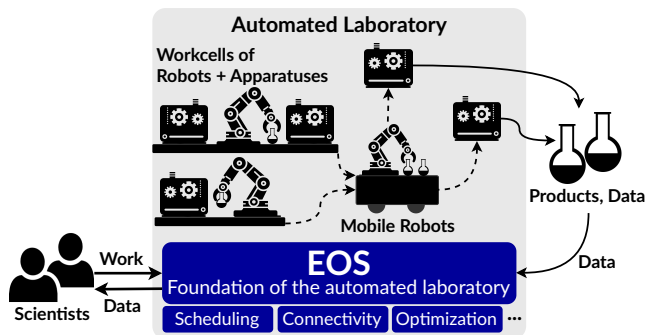 Automated Laboratory
Workcells of
Robots + Apparatuses
Mobile Robots
Products, Data
Work
Data
Scientists
EOS
Foundation of the automated laboratory
Data
Scheduling
Connectivity
Optimization
...